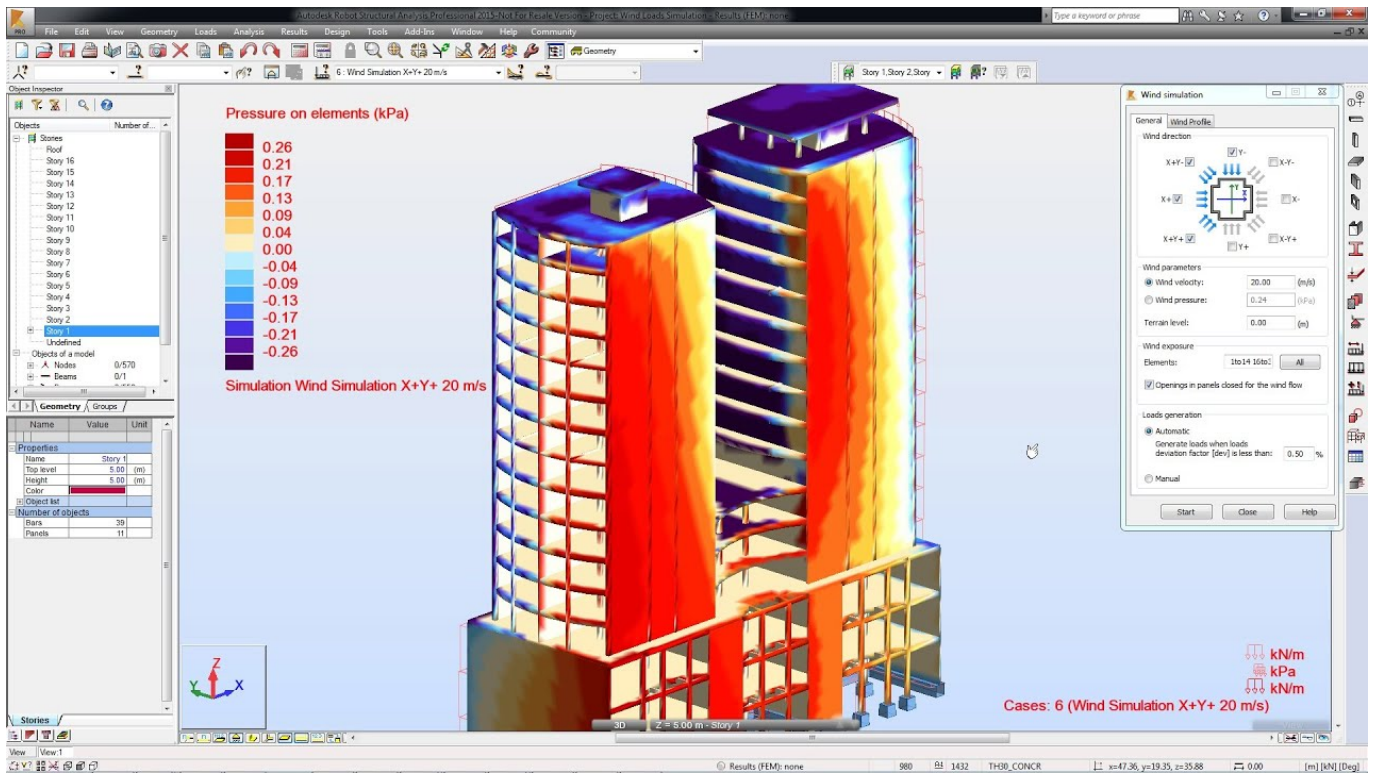 Autodesk Robot Structural Analysis Professional 2015-Not For Resale Version - Project: Wind Loads Simulation - Results (FEM): none
Type a keyword or phrase
PRO
File Edit View Geometry Loads Analysis Results Design Tools Add-Ins Window Help Community
Geometry
6 : Wind Simulation X+Y+ 20 m/s
Story 1,Story 2,Story
Object Inspector
Objects Number of...
Stories
Roof
Story 16
Story 15
Story 14
Story 13
Story 12
Story 11
Story 10
Story 9
Story 8
Story 7
Story 6
Story 5
Story 4
Story 3
Story 2
Story 1
Undefined
Objects of a model
Nodes 0/570
Beams 0/1
Geometry Groups
Name Value Unit
Properties
Name Story 1
Top level 5.00 (m)
Height 5.00 (m)
Color
Object list
Number of objects
Bars 39
Panels 11
Stories
View View:1
Pressure on elements (kPa)
0.26
0.21
0.17
0.13
0.09
0.04
0.00
-0.04
-0.09
-0.13
-0.17
-0.21
-0.26
Simulation Wind Simulation X+Y+ 20 m/s
Z
Y
X
3D Z = 5.00 m - Story 1
kN/m
kPa
kN/m
Cases: 6 (Wind Simulation X+Y+ 20 m/s)
Wind simulation
General Wind Profile
Wind direction
Y-
X+Y- X-Y-
X+ X-
X+Y+ X-Y+
Y+
Wind parameters
Wind velocity: 20.00 (m/s)
Wind pressure: 0.24 (kPa)
Terrain level: 0.00 (m)
Wind exposure
Elements: 1to14 16to All
Openings in panels closed for the wind flow
Loads generation
Automatic
Generate loads when loads
deviation factor [dev] is less than: 0.50 %
Manual
Start Close Help
Results (FEM): none 980 1432 TH30_CONCR x=47.36, y=19.35, z=35.88 0.00 [m] [kN] [Deg]